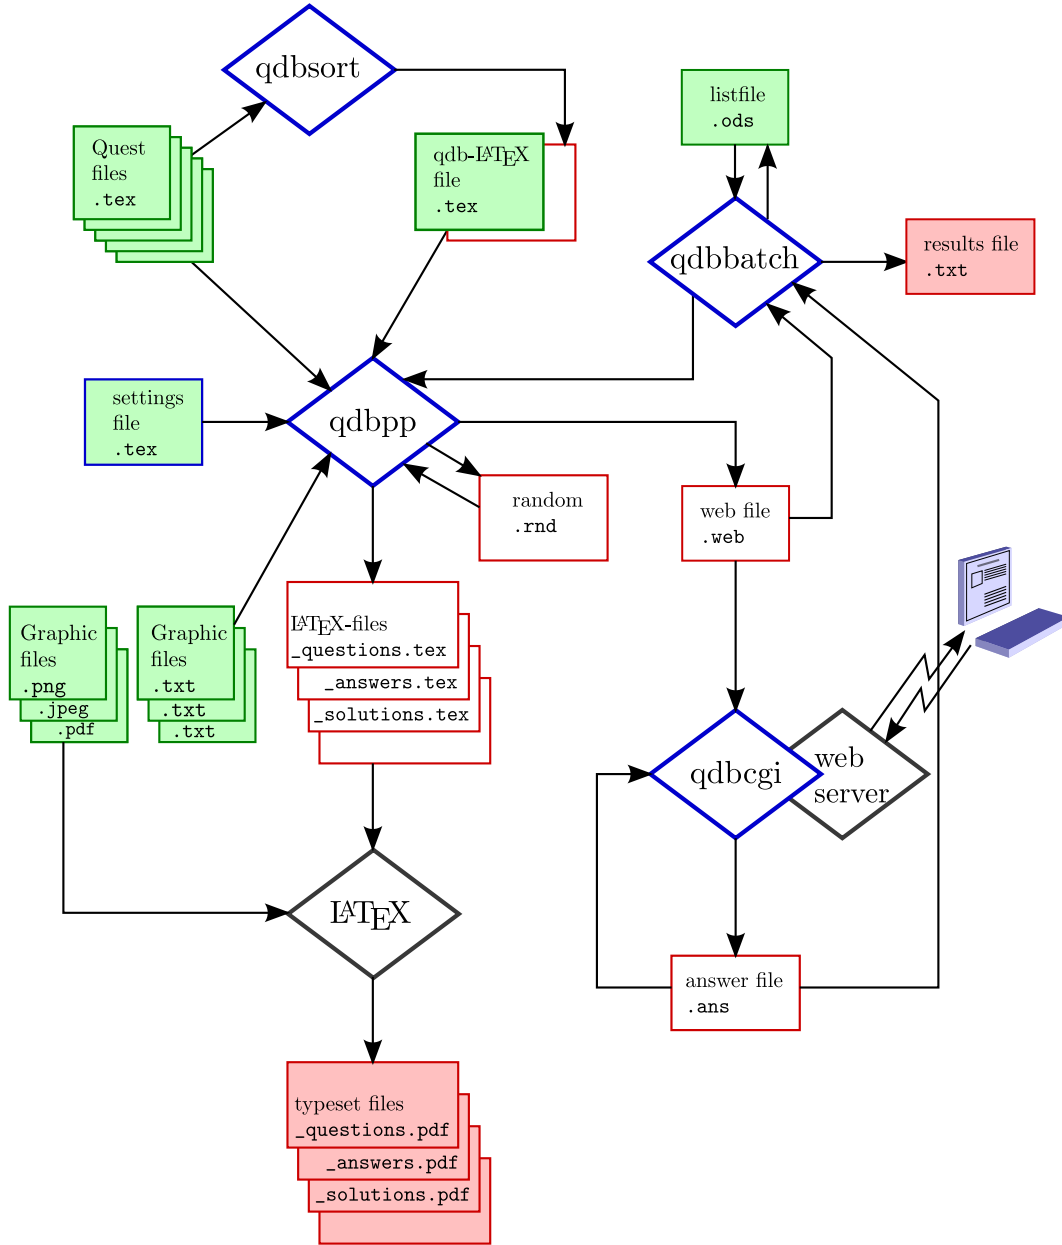 qdbsort
listfile
.ods
Quest
files
.tex
qdb-LATEX
file
.tex
qdbbatch
results file
.txt
settings
file
.tex
qdbpp
random
.rnd
web file
.web
Graphic
files
.png
.jpeg
.pdf
Graphic
files
.txt
.txt
.txt
LATEX-files
_questions.tex
_answers.tex
_solutions.tex
qdbcgi
web
server
LATEX
answer file
.ans
typeset files
_questions.pdf
_answers.pdf
_solutions.pdf